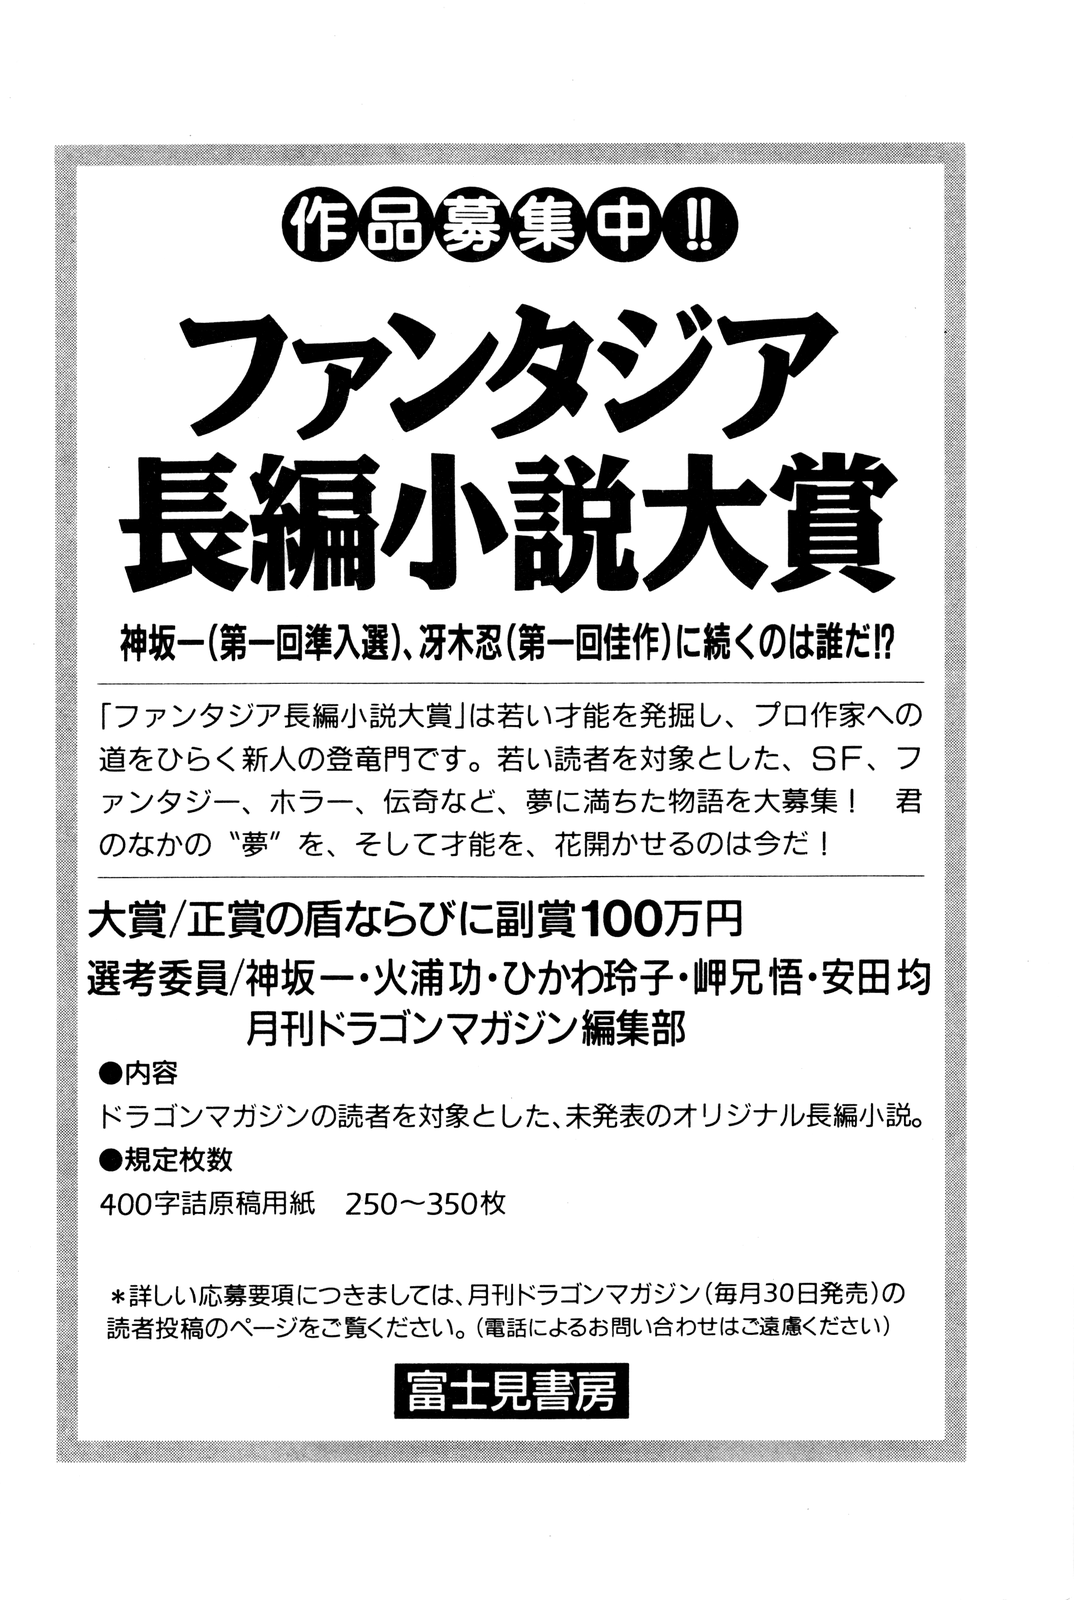 作品募集中!!
ファンタジア
長編小説大賞
神坂一(第一回準入選)、冴木忍(第一回佳作)に続くのは誰だ!?
「ファンタジア長編小説大賞」は若い才能を発掘し、プロ作家への
道をひらく新人の登竜門です。若い読者を対象とした、SF、フ
ァンタジー、ホラー、伝奇など、夢に満ちた物語を大募集！　君
のなかの〝夢〟を、そして才能を、花開かせるのは今だ！
大賞/正賞の盾ならびに副賞100万円
選考委員/神坂一・火浦功・ひかわ玲子・岬兄悟・安田均
月刊ドラゴンマガジン編集部
●内容
ドラゴンマガジンの読者を対象とした、未発表のオリジナル長編小説。
●規定枚数
400字詰原稿用紙　250～350枚
＊詳しい応募要項につきましては、月刊ドラゴンマガジン(毎月30日発売)の
読者投稿のページをご覧ください。(電話によるお問い合わせはご遠慮ください)
富士見書房